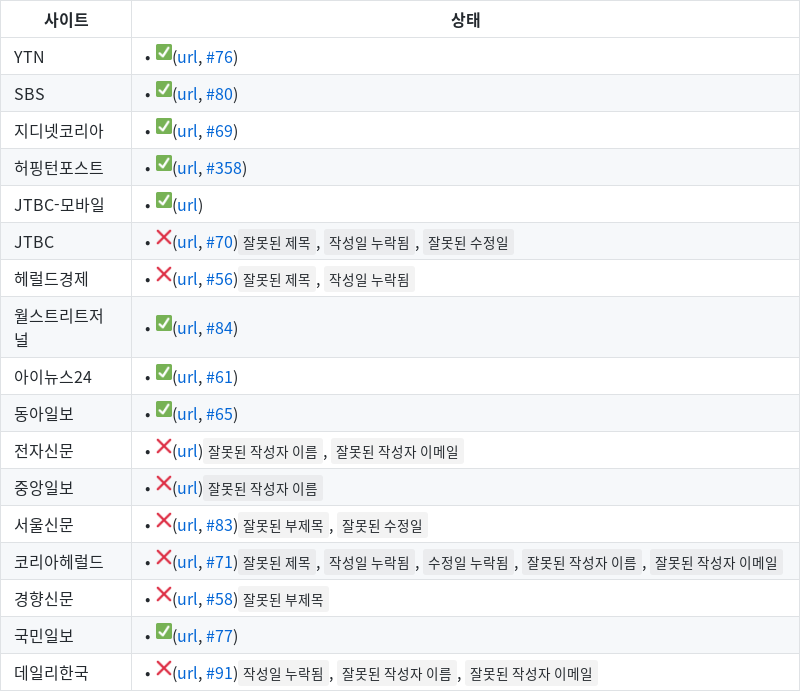 사이트 상태
YTN • ✅(url, #76)
SBS • ✅(url, #80)
지디넷코리아 • ✅(url, #69)
허핑턴포스트 • ✅(url, #358)
JTBC-모바일 • ✅(url)
JTBC • ❌(url, #70) 잘못된 제목 , 작성일 누락됨 , 잘못된 수정일
헤럴드경제 • ❌(url, #56) 잘못된 제목 , 작성일 누락됨
월스트리트저
널 • ✅(url, #84)
아이뉴스24 • ✅(url, #61)
동아일보 • ✅(url, #65)
전자신문 • ❌(url) 잘못된 작성자 이름 , 잘못된 작성자 이메일
중앙일보 • ❌(url) 잘못된 작성자 이름
서울신문 • ❌(url, #83) 잘못된 부제목 , 잘못된 수정일
코리아헤럴드 • ❌(url, #71) 잘못된 제목 , 작성일 누락됨 , 수정일 누락됨 , 잘못된 작성자 이름 , 잘못된 작성자 이메일
경향신문 • ❌(url, #58) 잘못된 부제목
국민일보 • ✅(url, #77)
데일리한국 • ❌(url, #91) 작성일 누락됨 , 잘못된 작성자 이름 , 잘못된 작성자 이메일